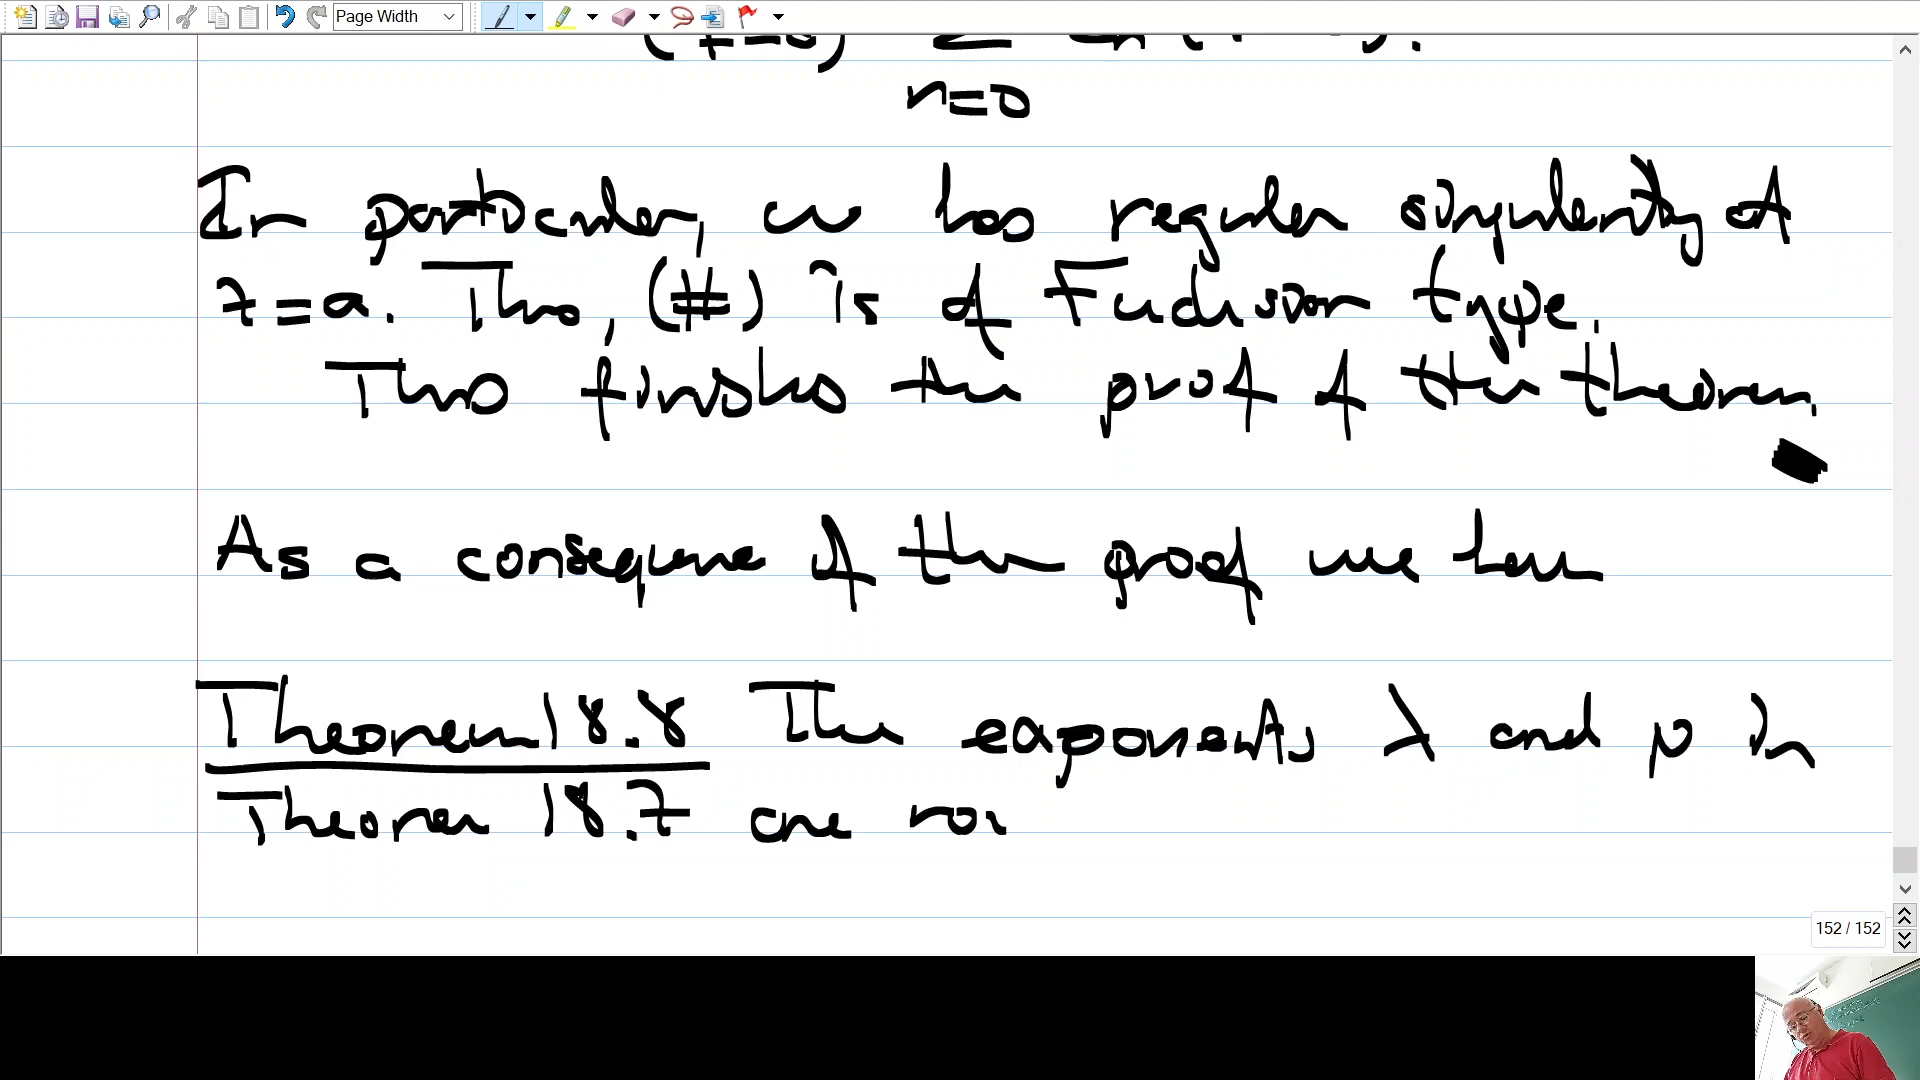 Page Width
n=0
In particular, w has regular singularity at
z=a. Thus, (#) is of Fuchsian type.
This finishes the proof of the theorem.
As a consequence of the proof we have
Theorem 18.8 The exponents λ and μ in
Theorem 18.7 are roo
152 / 152